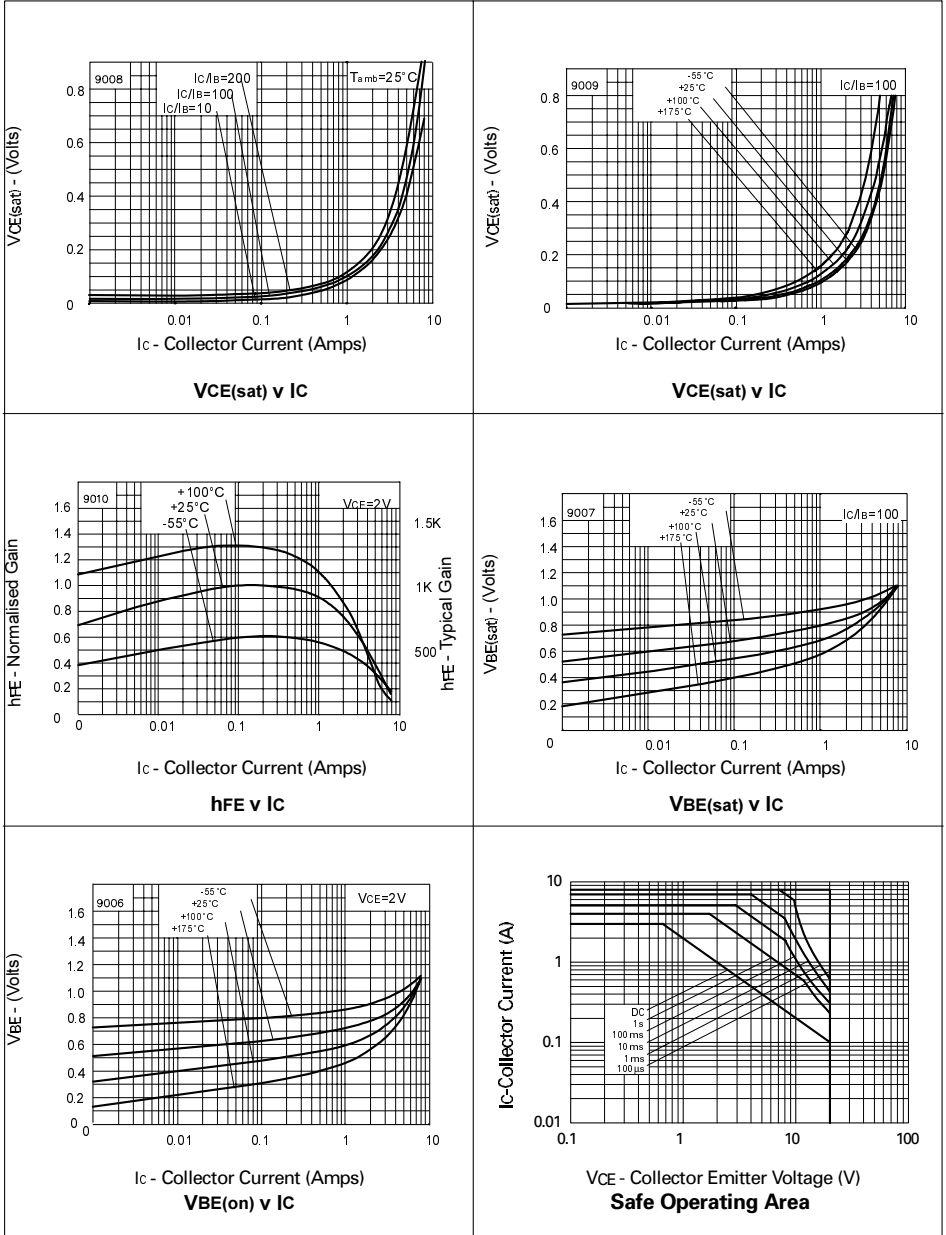 9008
IC/IB=200
IC/IB=100
IC/IB=10
Tamb=25°C
VCE(sat) - (Volts)
0.8
0.6
0.4
0.2
0
0.01
0.1
1
10
IC - Collector Current (Amps)
VCE(sat) v IC
9009
-55°C
+25°C
+100°C
+175°C
IC/IB=100
VCE(sat) - (Volts)
0.8
0.6
0.4
0.2
0
0.01
0.1
1
10
IC - Collector Current (Amps)
VCE(sat) v IC
9010
+100°C
+25°C
-55°C
VCE=2V
hFE - Normalised Gain
1.6
1.4
1.2
1.0
0.8
0.6
0.4
0.2
0
1.5K
1K
500
hFE - Typical Gain
0
0.01
0.1
1
10
IC - Collector Current (Amps)
hFE v IC
9007
-55°C
+25°C
+100°C
+175°C
IC/IB=100
VBE(sat) - (Volts)
1.6
1.4
1.2
1.0
0.8
0.6
0.4
0.2
0
0.01
0.1
1
10
IC - Collector Current (Amps)
VBE(sat) v IC
9006
-55°C
+25°C
+100°C
+175°C
VCE=2V
VBE - (Volts)
1.6
1.4
1.2
1.0
0.8
0.6
0.4
0.2
0
0.01
0.1
1
10
IC - Collector Current (Amps)
VBE(on) v IC
IC-Collector Current (A)
10
1
0.1
0.01
DC
1s
100ms
10ms
1ms
100µs
0.1
1
10
100
VCE - Collector Emitter Voltage (V)
Safe Operating Area